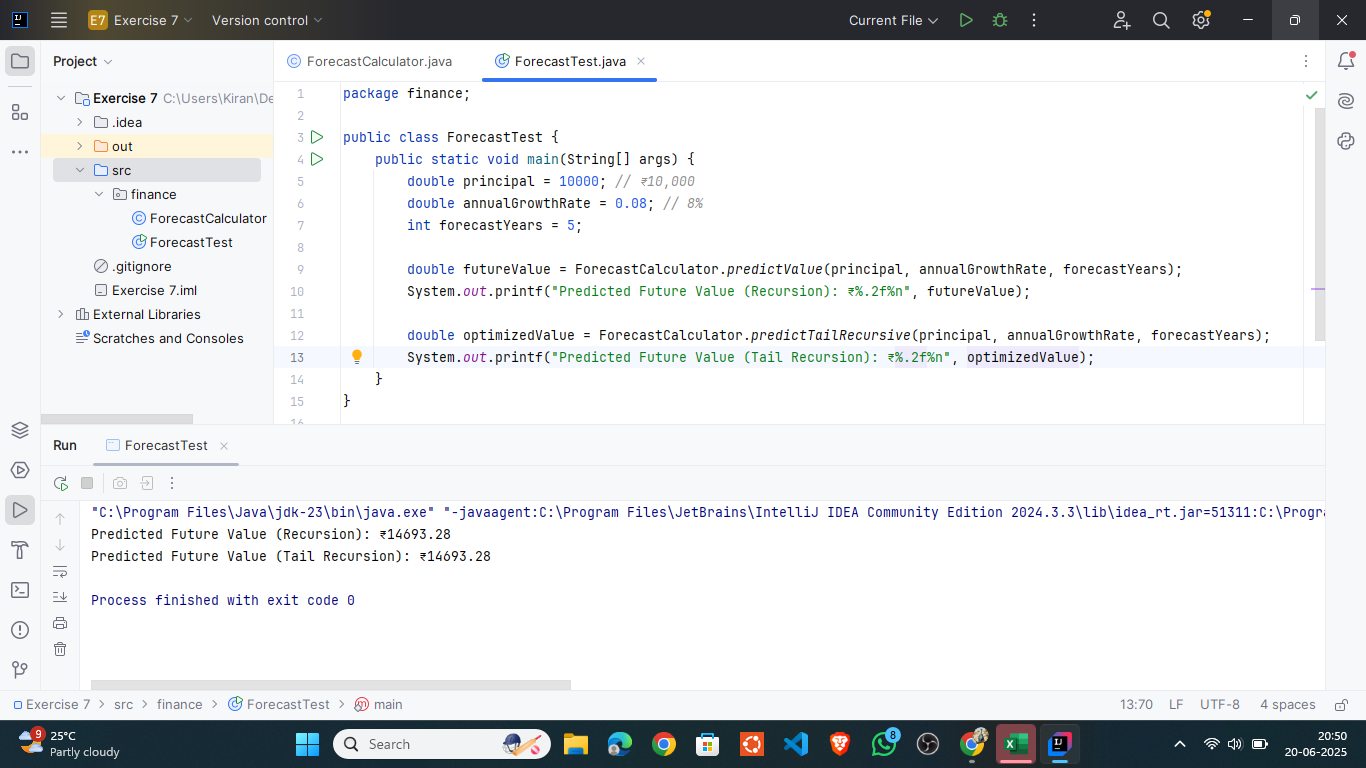 E7 Exercise 7 Version control Current File
Project
ForecastCalculator.java ForecastTest.java
Exercise 7 C:\Users\Kiran\De
.idea
out
src
finance
ForecastCalculator
ForecastTest
.gitignore
Exercise 7.iml
External Libraries
Scratches and Consoles
1 package finance;
2
3 public class ForecastTest {
4 public static void main(String[] args) {
5 double principal = 10000; // ₹10,000
6 double annualGrowthRate = 0.08; // 8%
7 int forecastYears = 5;
8
9 double futureValue = ForecastCalculator.predictValue(principal, annualGrowthRate, forecastYears);
10 System.out.printf("Predicted Future Value (Recursion): ₹%.2f%n", futureValue);
11
12 double optimizedValue = ForecastCalculator.predictTailRecursive(principal, annualGrowthRate, forecastYears);
13 System.out.printf("Predicted Future Value (Tail Recursion): ₹%.2f%n", optimizedValue);
14 }
15 }
16
Run ForecastTest
"C:\Program Files\Java\jdk-23\bin\java.exe" "-javaagent:C:\Program Files\JetBrains\IntelliJ IDEA Community Edition 2024.3.3\lib\idea_rt.jar=51311:C:\Progra
Predicted Future Value (Recursion): ₹14693.28
Predicted Future Value (Tail Recursion): ₹14693.28
Process finished with exit code 0
Exercise 7 > src > finance > ForecastTest > main 13:70 LF UTF-8 4 spaces
9 25°C
Partly cloudy
Search
8
20:50
20-06-2025